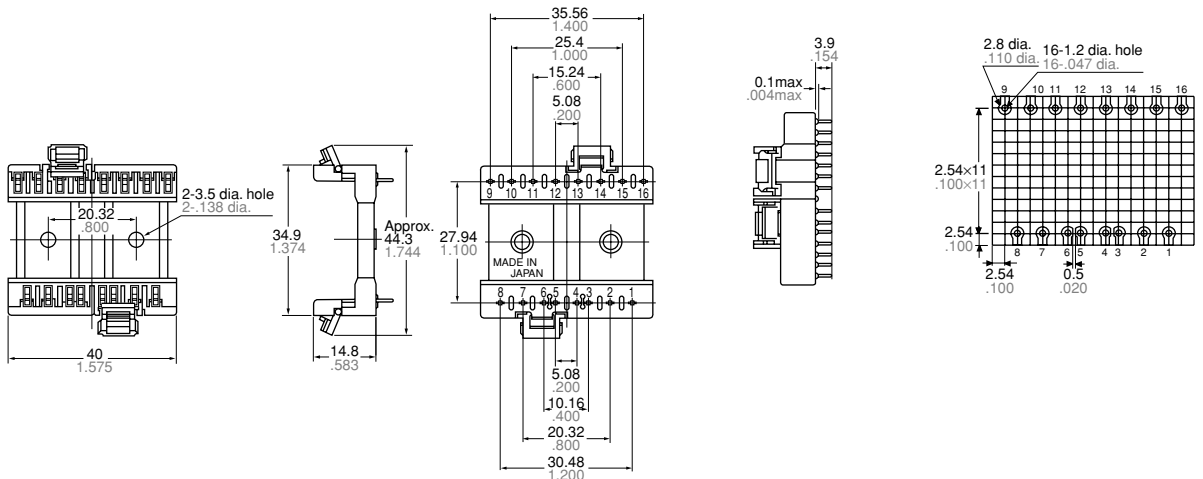 20.32
.800
2-3.5 dia. hole
2-.138 dia.
40
1.575
34.9
1.374
Approx.
44.3
1.744
14.8
.583
35.56
1.400
25.4
1.000
15.24
.600
5.08
.200
9 10 11 12 13 14 15 16
27.94
1.100
MADE IN
JAPAN
8 7 6 5 4 3 2 1
5.08
.200
10.16
.400
20.32
.800
30.48
1.200
3.9
.154
0.1max
.004max
2.8 dia.
.110 dia.
16-1.2 dia. hole
16-.047 dia.
9 10 11 12 13 14 15 16
2.54×11
.100×11
2.54
.100
8 7 6 5 4 3 2 1
2.54
.100
0.5
.020